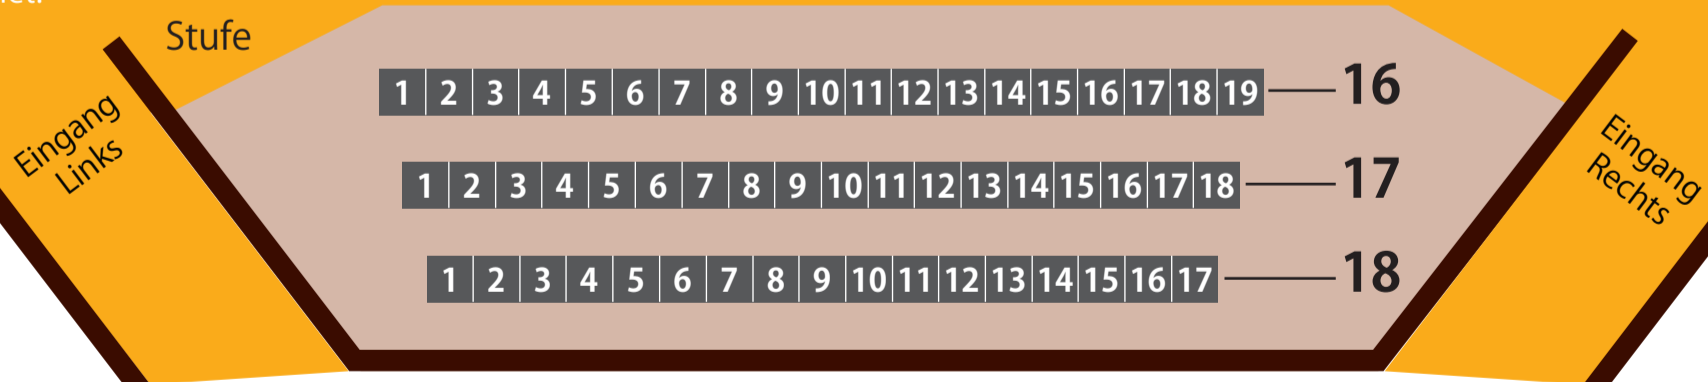 Stufe
Eingang
Links
1 2 3 4 5 6 7 8 9 10 11 12 13 14 15 16 17 18 19 16
1 2 3 4 5 6 7 8 9 10 11 12 13 14 15 16 17 18 17
1 2 3 4 5 6 7 8 9 10 11 12 13 14 15 16 17 18
Eingang
Rechts